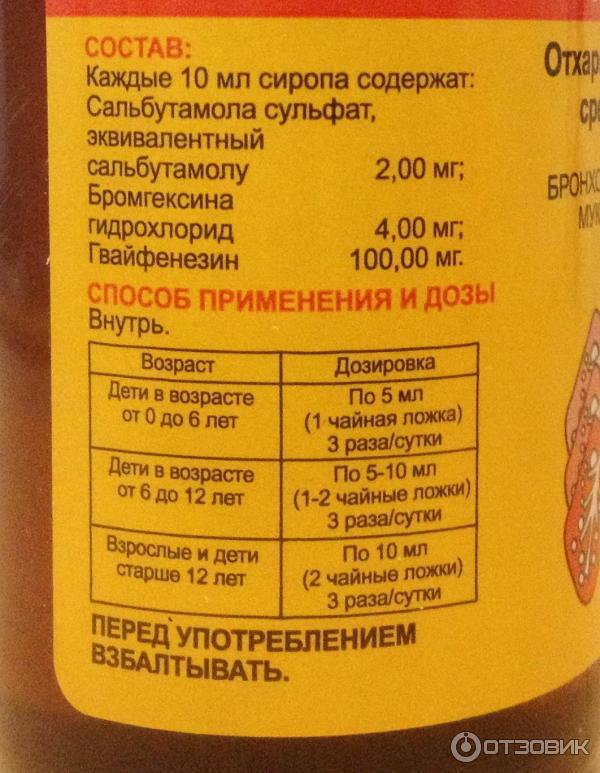 СОСТАВ:
Каждые 10 мл сиропа содержат:
Сальбутамола сульфат,
эквивалентный
сальбутамолу 2,00 мг;
Бромгексина
гидрохлорид 4,00 мг;
Гвайфенезин 100,00 мг.
СПОСОБ ПРИМЕНЕНИЯ И ДОЗЫ
Внутрь.
Возраст Дозировка
Дети в возрасте
от 0 до 6 лет
По 5 мл
(1 чайная ложка)
3 раза/сутки
Дети в возрасте
от 6 до 12 лет
По 5-10 мл
(1-2 чайные ложки)
3 раза/сутки
Взрослые и дети
старше 12 лет
По 10 мл
(2 чайные ложки)
3 раза/сутки
ПЕРЕД УПОТРЕБЛЕНИЕМ
ВЗБАЛТЫВАТЬ.
ОТЗОВИК